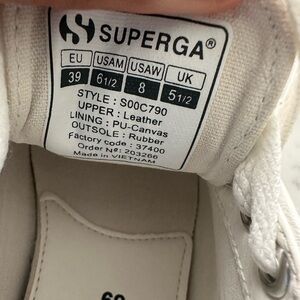 SUPERGA®
EU USAM USAW UK
39 6 1/2 8 5 1/2
STYLE : S00C790
UPPER : Leather
LINING : PU-Canvas
OUTSOLE : Rubber
Factory code : 37400
Order Nº: 203266
Made in VIETNAM